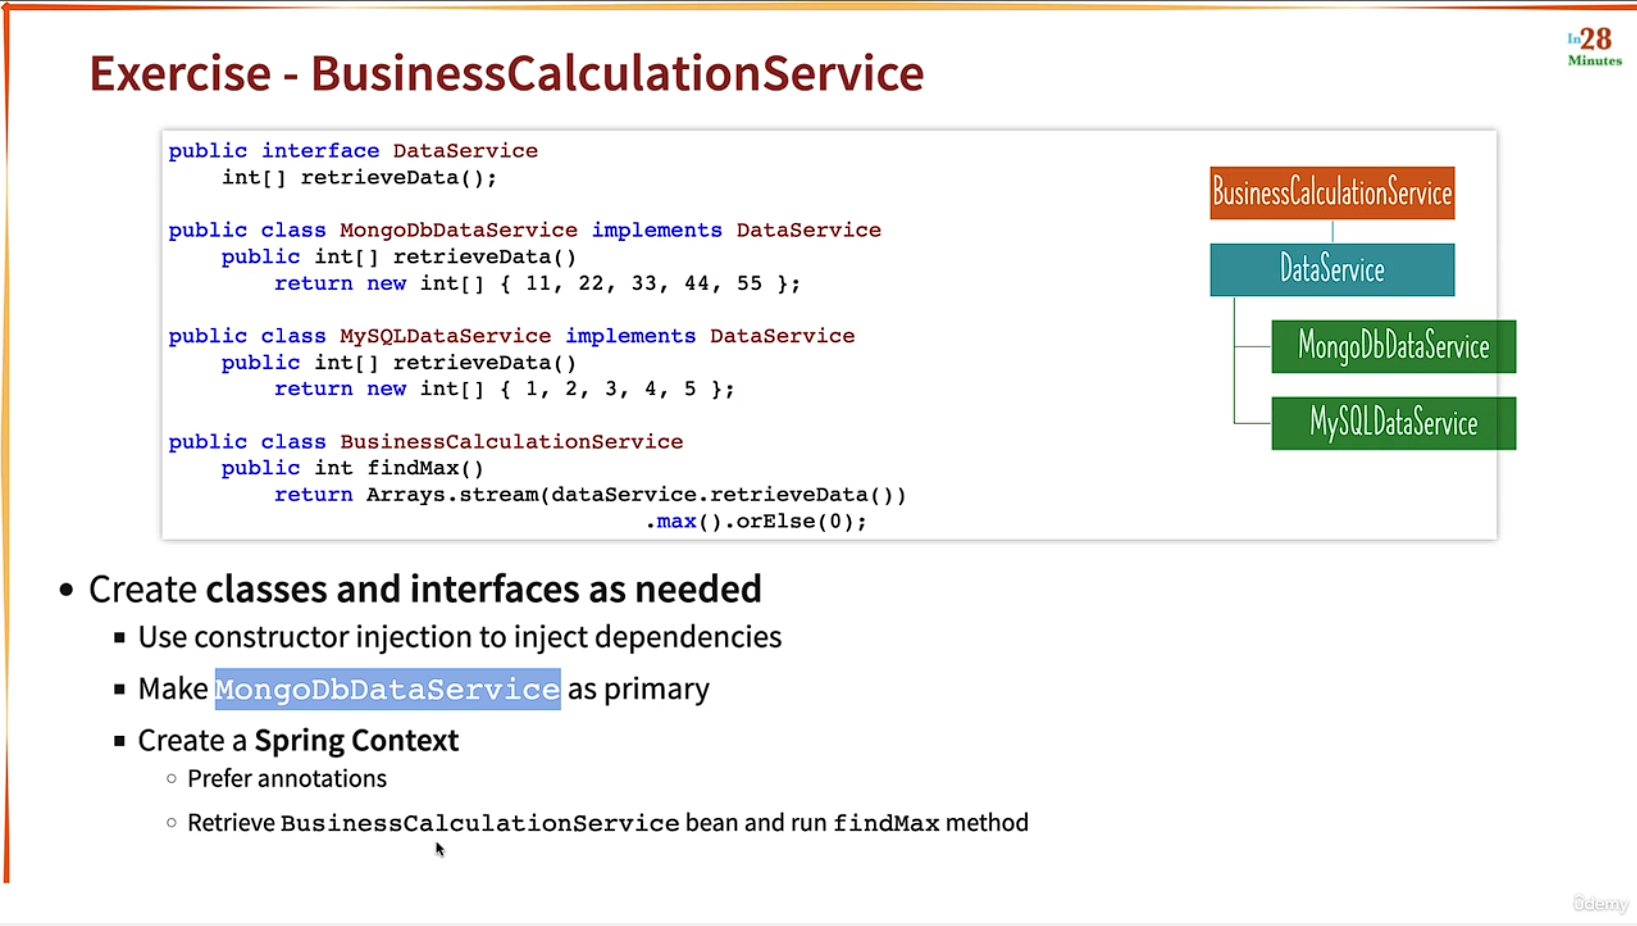 In28
Minutes
Exercise - BusinessCalculationService
public interface DataService
int[] retrieveData();
public class MongoDbDataService implements DataService
public int[] retrieveData()
return new int[] { 11, 22, 33, 44, 55 };
public class MySQLDataService implements DataService
public int[] retrieveData()
return new int[] { 1, 2, 3, 4, 5 };
public class BusinessCalculationService
public int findMax()
return Arrays.stream(dataService.retrieveData())
.max().orElse(0);
BusinessCalculationService
DataService
MongoDbDataService
MySQLDataService
• Create classes and interfaces as needed
▪ Use constructor injection to inject dependencies
▪ Make MongoDbDataService as primary
▪ Create a Spring Context
○ Prefer annotations
○ Retrieve BusinessCalculationService bean and run findMax method
ûdemy